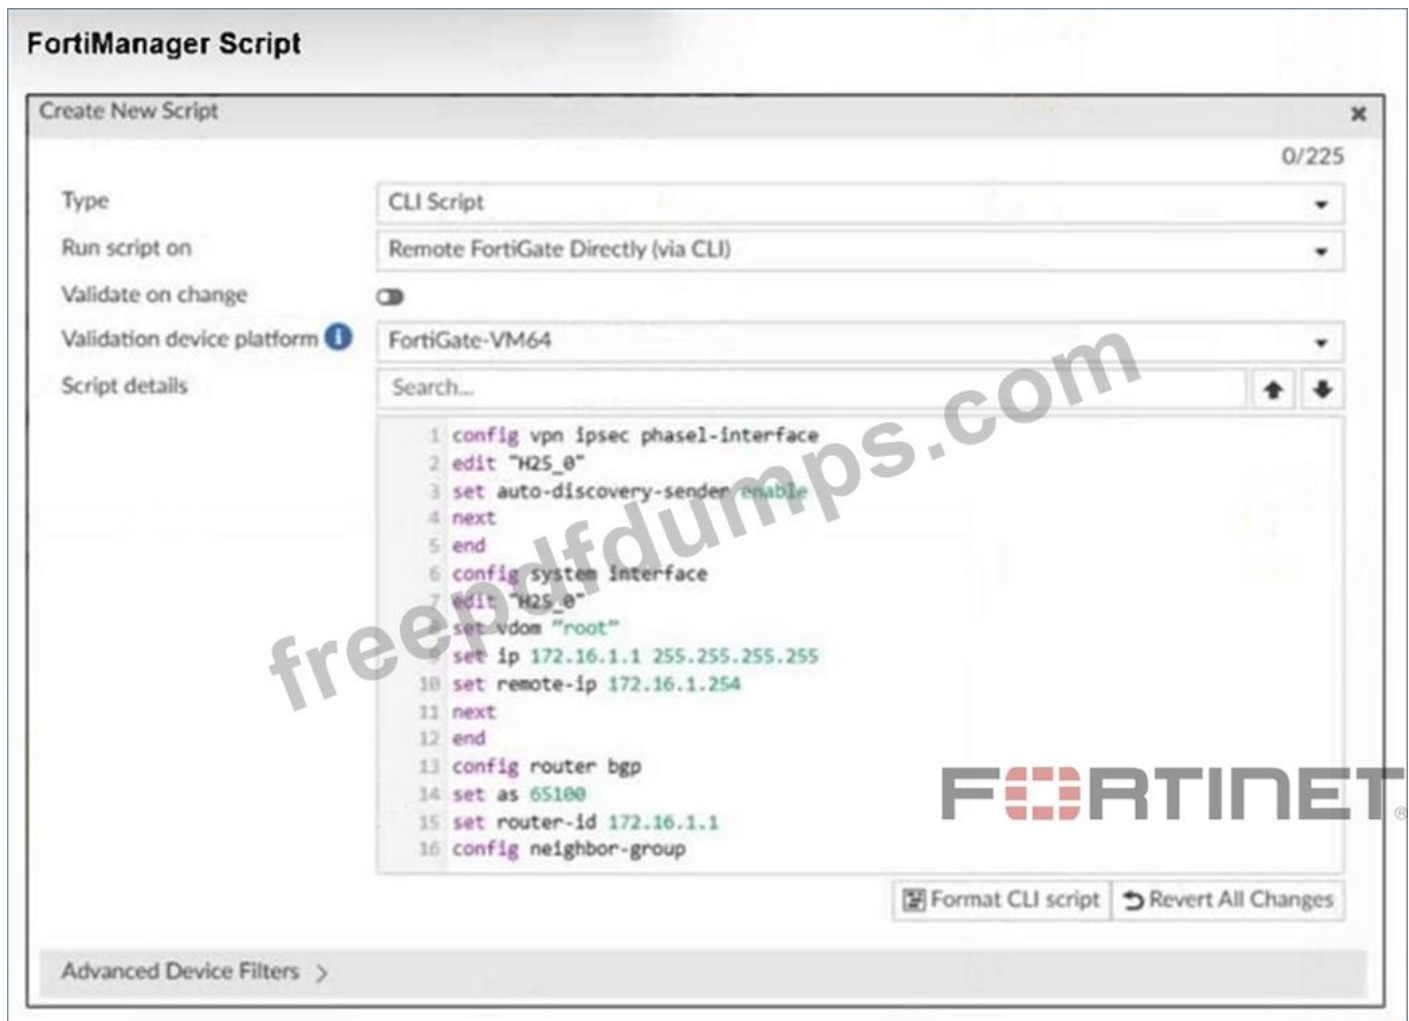 FortiManager Script
Create New Script
0/225
Type
CLI Script
Run script on
Remote FortiGate Directly (via CLI)
Validate on change
Validation device platform
FortiGate-VM64
Script details
Search...
1 config vpn ipsec phasel-interface
2 edit "H25_0"
3 set auto-discovery-sender enable
4 next
5 end
6 config system interface
7 edit "H25_0"
8 set vdom "root"
9 set ip 172.16.1.1 255.255.255.255
10 set remote-ip 172.16.1.254
11 next
12 end
13 config router bgp
14 set as 65100
15 set router-id 172.16.1.1
16 config neighbor-group
freepdfdumps.com
FORTINET®
Format CLI script
Revert All Changes
Advanced Device Filters >